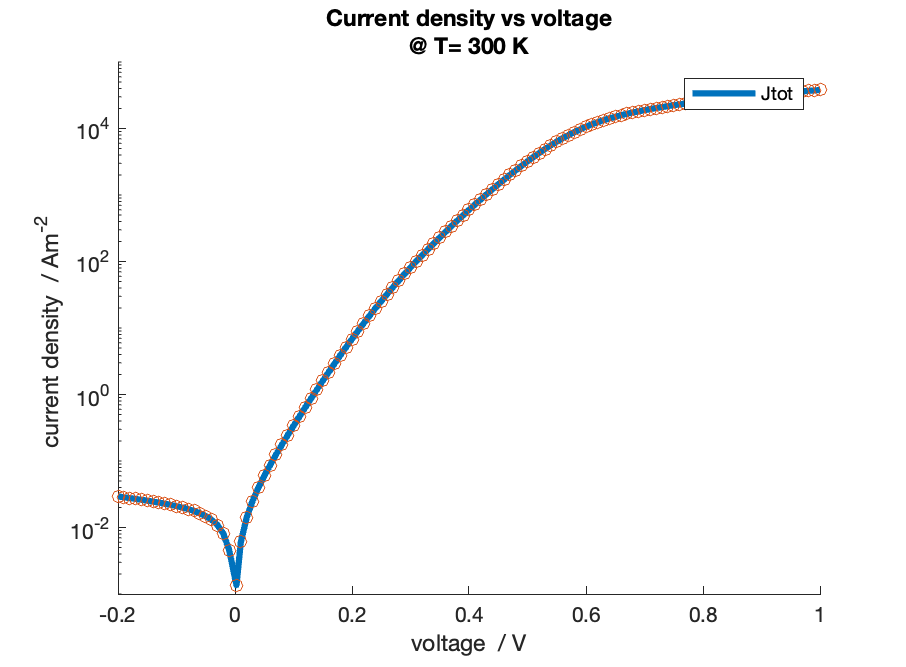 Current density vs voltage
@ T= 300 K
Jtot
current density / Am-2
10^4
10^2
10^0
10^-2
-0.2 0 0.2 0.4 0.6 0.8 1
voltage / V